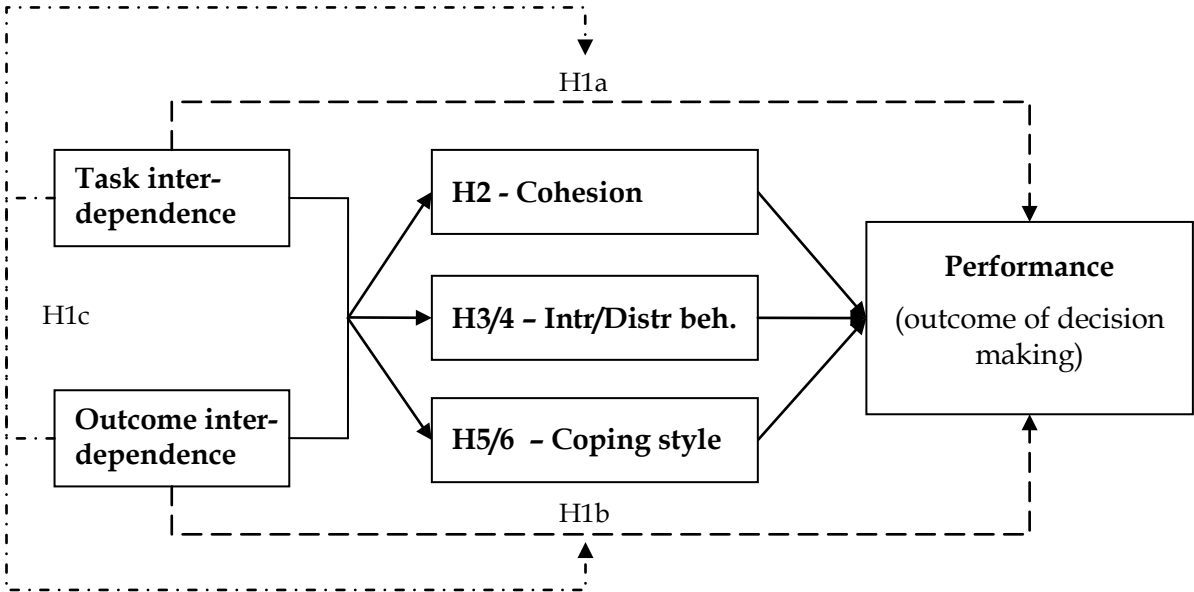 H1a
Task inter-
dependence
H1c
Outcome inter-
dependence
H2 - Cohesion
H3/4 – Intr/Distr beh.
H5/6 – Coping style
H1b
Performance
(outcome of decision
making)